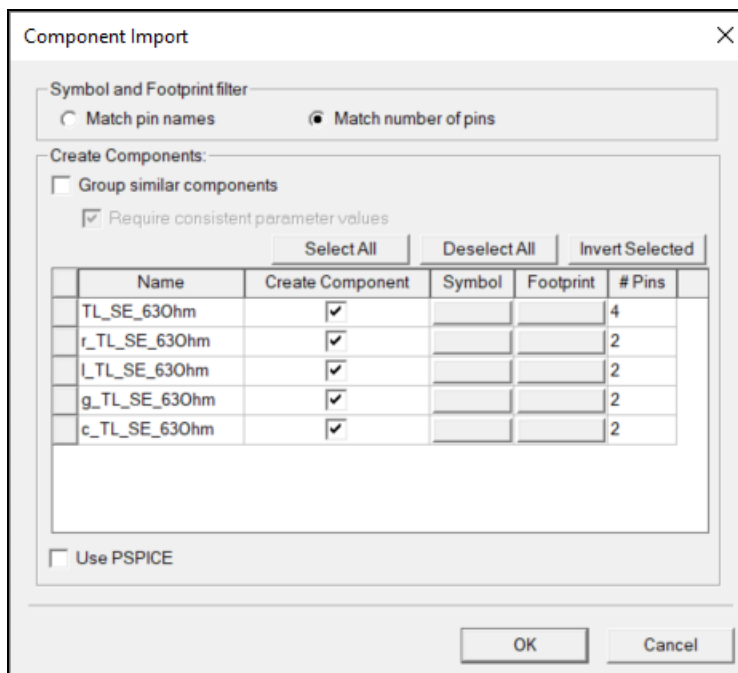 Component Import
Symbol and Footprint filter
Match pin names Match number of pins
Create Components:
Group similar components
Require consistent parameter values
Select All Deselect All Invert Selected
Name Create Component Symbol Footprint # Pins
TL_SE_63Ohm 4
r_TL_SE_63Ohm 2
l_TL_SE_63Ohm 2
g_TL_SE_63Ohm 2
c_TL_SE_63Ohm 2
Use PSPICE
OK Cancel